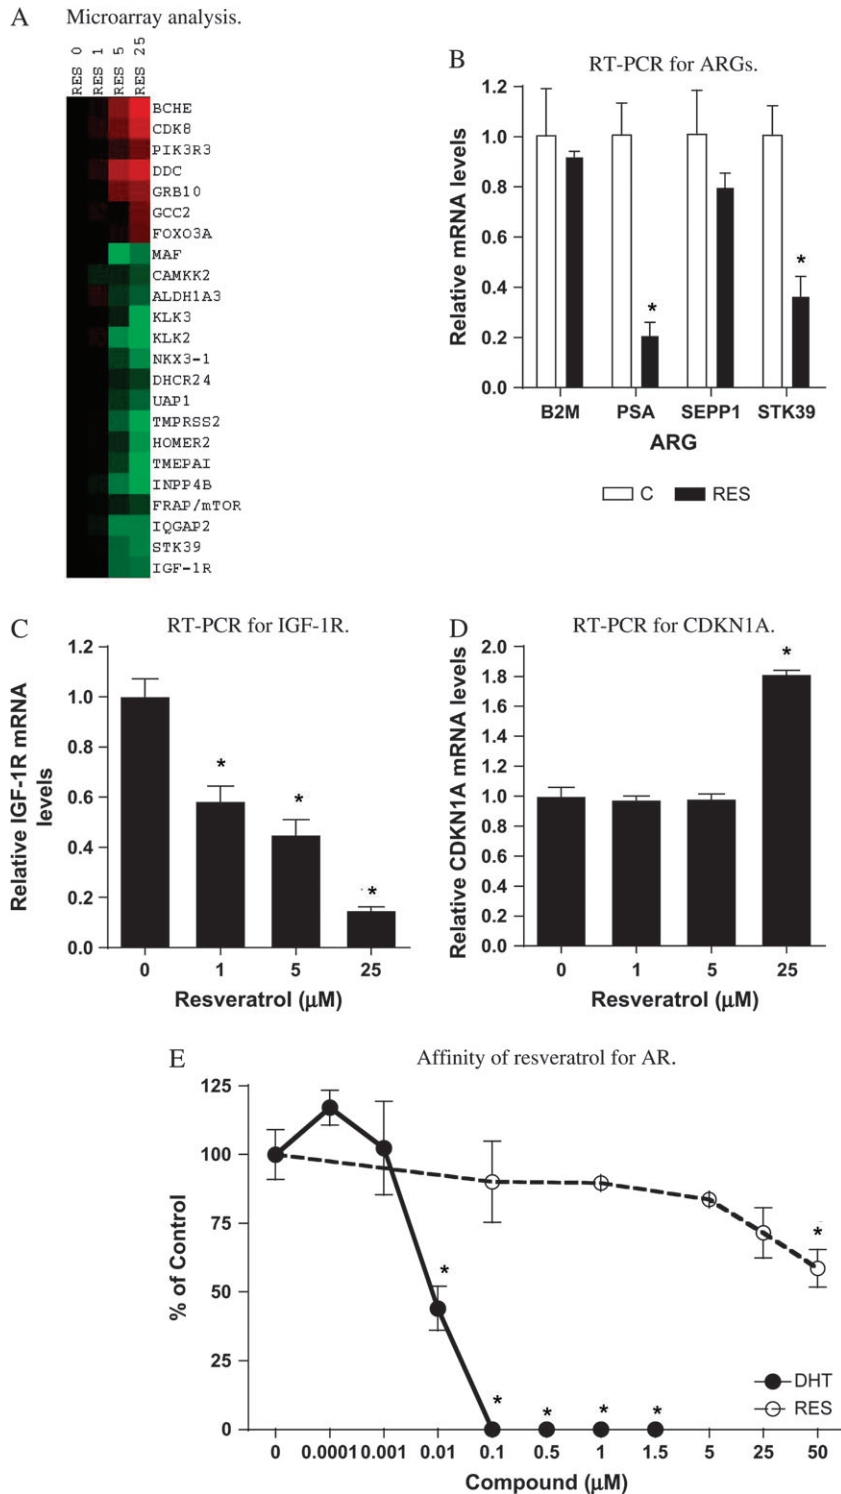 A Microarray analysis.
RES 0
RES 1
RES 5
RES 25
BCHE
CDK8
PIK3R3
DDC
GRB10
GCC2
FOXO3A
MAF
CAMKK2
ALDH1A3
KLK3
KLK2
NKX3-1
DHCR24
UAP1
TMPRSS2
HOMER2
TMEPAI
INPP4B
FRAP/mTOR
IQGAP2
STK39
IGF-1R
B RT-PCR for ARGs.
Relative mRNA levels
1.2
1.0
0.8
0.6
0.4
0.2
0.0
*
*
B2M PSA SEPP1 STK39
ARG
C RES
C RT-PCR for IGF-1R.
Relative IGF-1R mRNA
levels
1.2
1.0
0.8
0.6
0.4
0.2
0.0
*
*
*
0 1 5 25
Resveratrol (μM)
D RT-PCR for CDKN1A.
Relative CDKN1A mRNA levels
2.0
1.8
1.6
1.4
1.2
1.0
0.8
0.6
0.4
0.2
0.0
*
0 1 5 25
Resveratrol (μM)
E Affinity of resveratrol for AR.
% of Control
125
100
75
50
25
0
*
*
* * * *
DHT
RES
0 0.0001 0.001 0.01 0.1 0.5 1 1.5 5 25 50
Compound (μM)